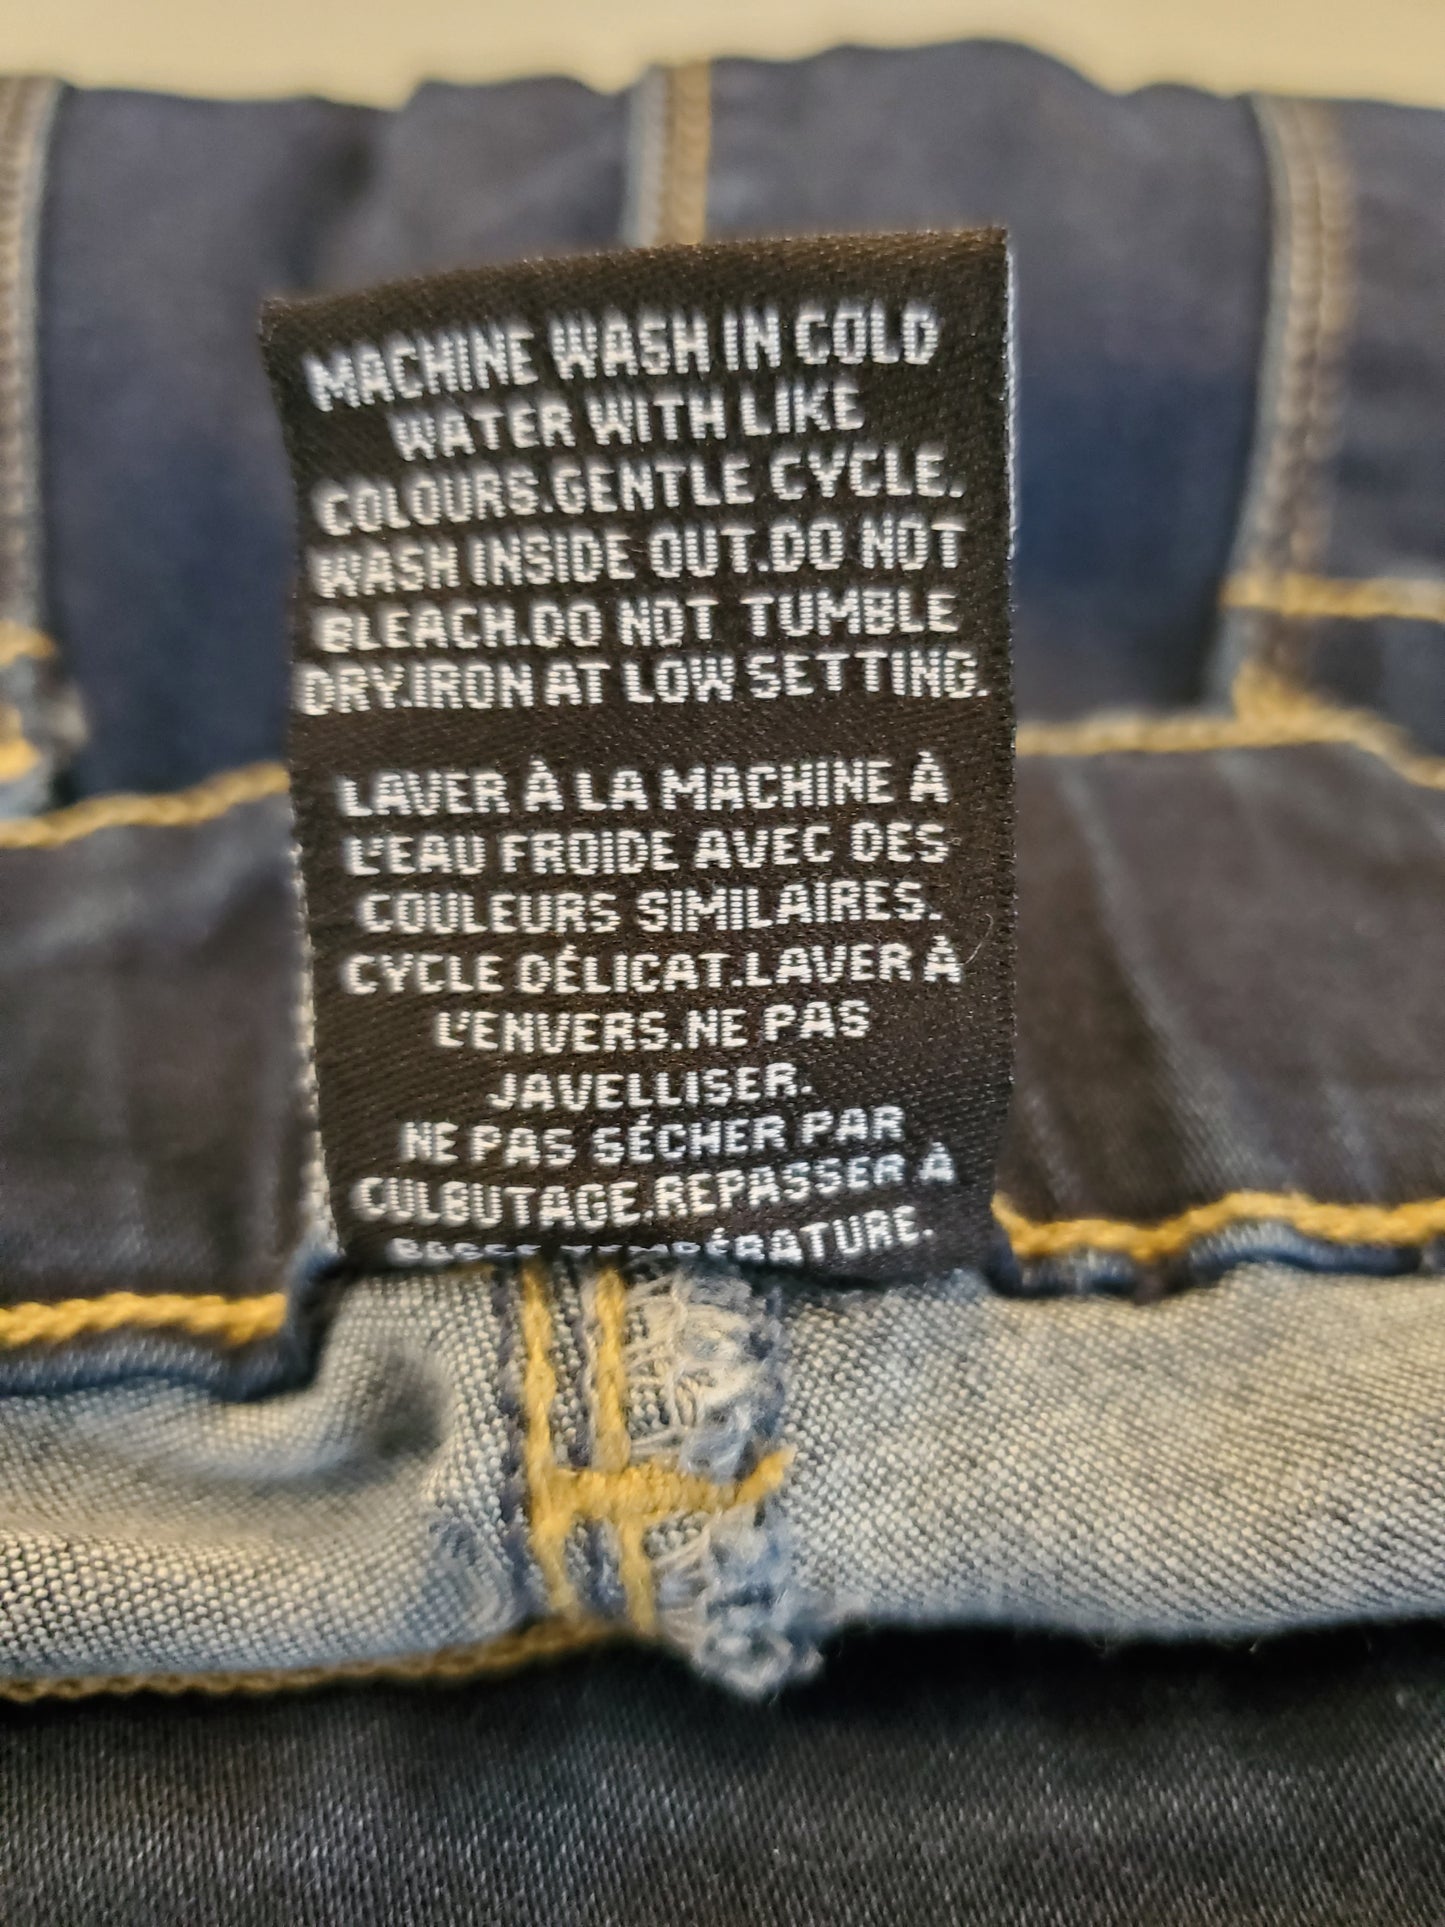 MACHINE WASH IN COLD
WATER WITH LIKE
COLOURS.GENTLE CYCLE.
WASH INSIDE OUT.DO NOT
BLEACH.DO NOT TUMBLE
DRY.IRON AT LOW SETTING.
LAVER À LA MACHINE À
L'EAU FROIDE AVEC DES
COULEURS SIMILAIRES.
CYCLE DÉLICAT.LAVER À
L'ENVERS.NE PAS
JAVELLISER.
NE PAS SÉCHER PAR
CULBUTAGE.REPASSER À
BASSE TEMPÉRATURE.